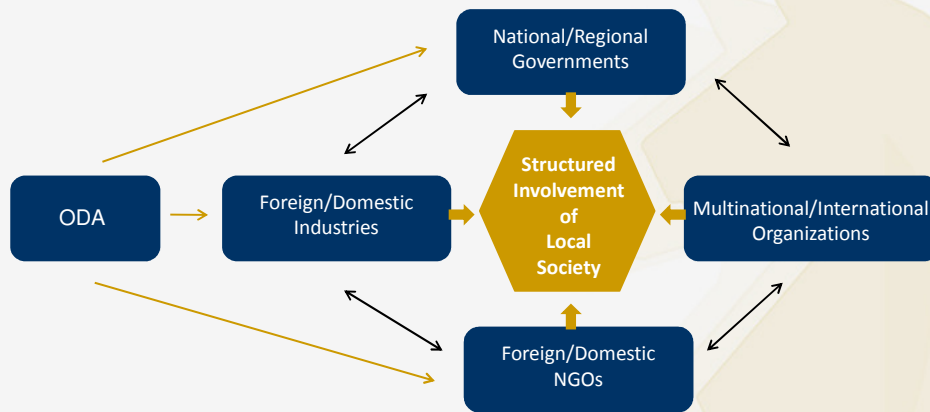 National/Regional
Governments
ODA
Foreign/Domestic
Industries
Structured
Involvement
of
Local
Society
Multinational/International
Organizations
Foreign/Domestic
NGOs